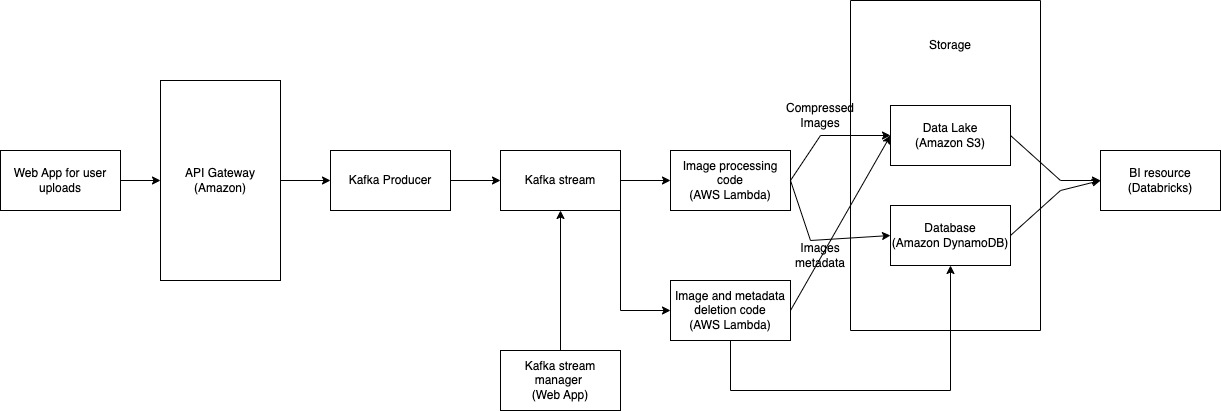 Storage
Compressed
Images
Data Lake
(Amazon S3)
Web App for user
uploads
API Gateway
(Amazon)
Kafka Producer
Kafka stream
Image processing
code
(AWS Lambda)
BI resource
(Databricks)
Database
(Amazon DynamoDB)
Images
metadata
Image and metadata
deletion code
(AWS Lambda)
Kafka stream
manager
(Web App)